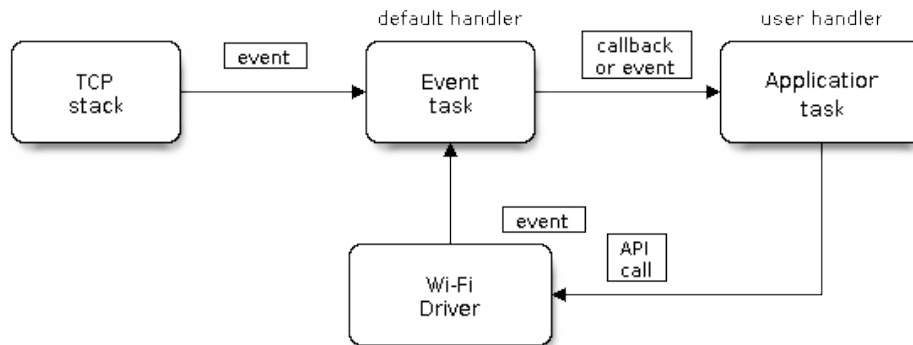 default handler
user handler
event
callback
or event
TCP
stack
Event
task
Application
task
event
API
call
Wi-Fi
Driver